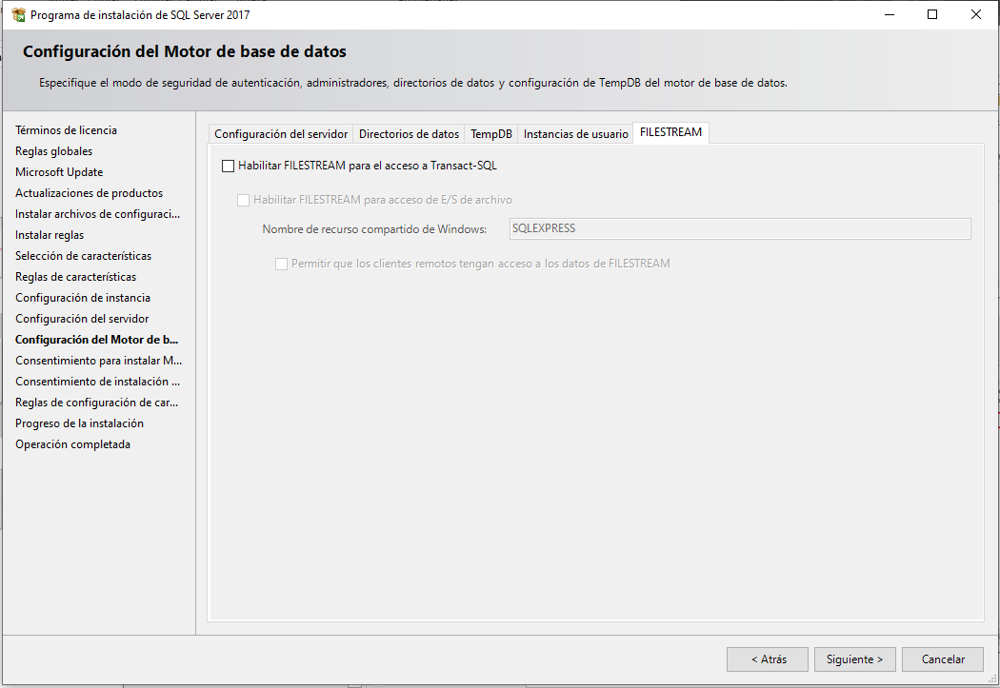 Programa de instalación de SQL Server 2017
Configuración del Motor de base de datos
Especifique el modo de seguridad de autenticación, administradores, directorios de datos y configuración de TempDB del motor de base de datos.
Términos de licencia
Reglas globales
Microsoft Update
Actualizaciones de productos
Instalar archivos de configuraci...
Instalar reglas
Selección de características
Reglas de características
Configuración de instancia
Configuración del servidor
Configuración del Motor de b...
Consentimiento para instalar M...
Consentimiento de instalación ...
Reglas de configuración de car...
Progreso de la instalación
Operación completada
Configuración del servidor Directorios de datos TempDB Instancias de usuario FILESTREAM
Habilitar FILESTREAM para el acceso a Transact-SQL
Habilitar FILESTREAM para acceso de E/S de archivo
Nombre de recurso compartido de Windows: SQLEXPRESS
Permitir que los clientes remotos tengan acceso a los datos de FILESTREAM
< Atrás Siguiente > Cancelar